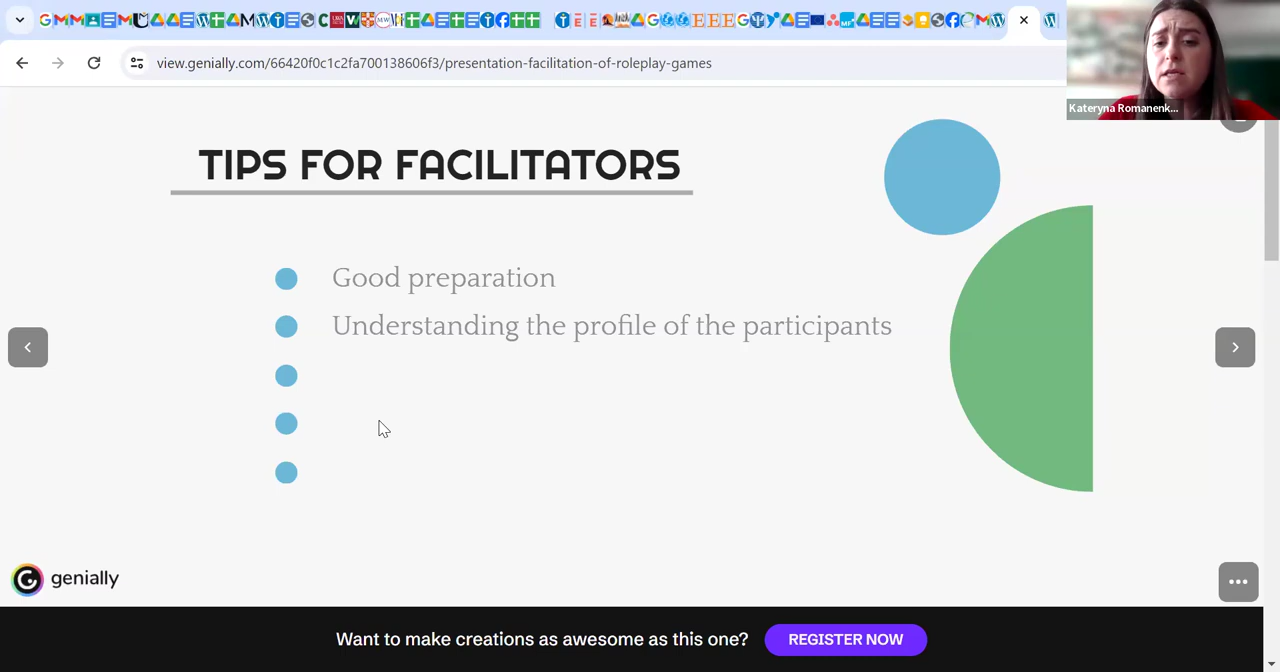 view.genially.com/66420f0c1c2fa700138606f3/presentation-facilitation-of-roleplay-games
Kateryna Romanenk...
TIPS FOR FACILITATORS
Good preparation
Understanding the profile of the participants
genially
Want to make creations as awesome as this one?
REGISTER NOW